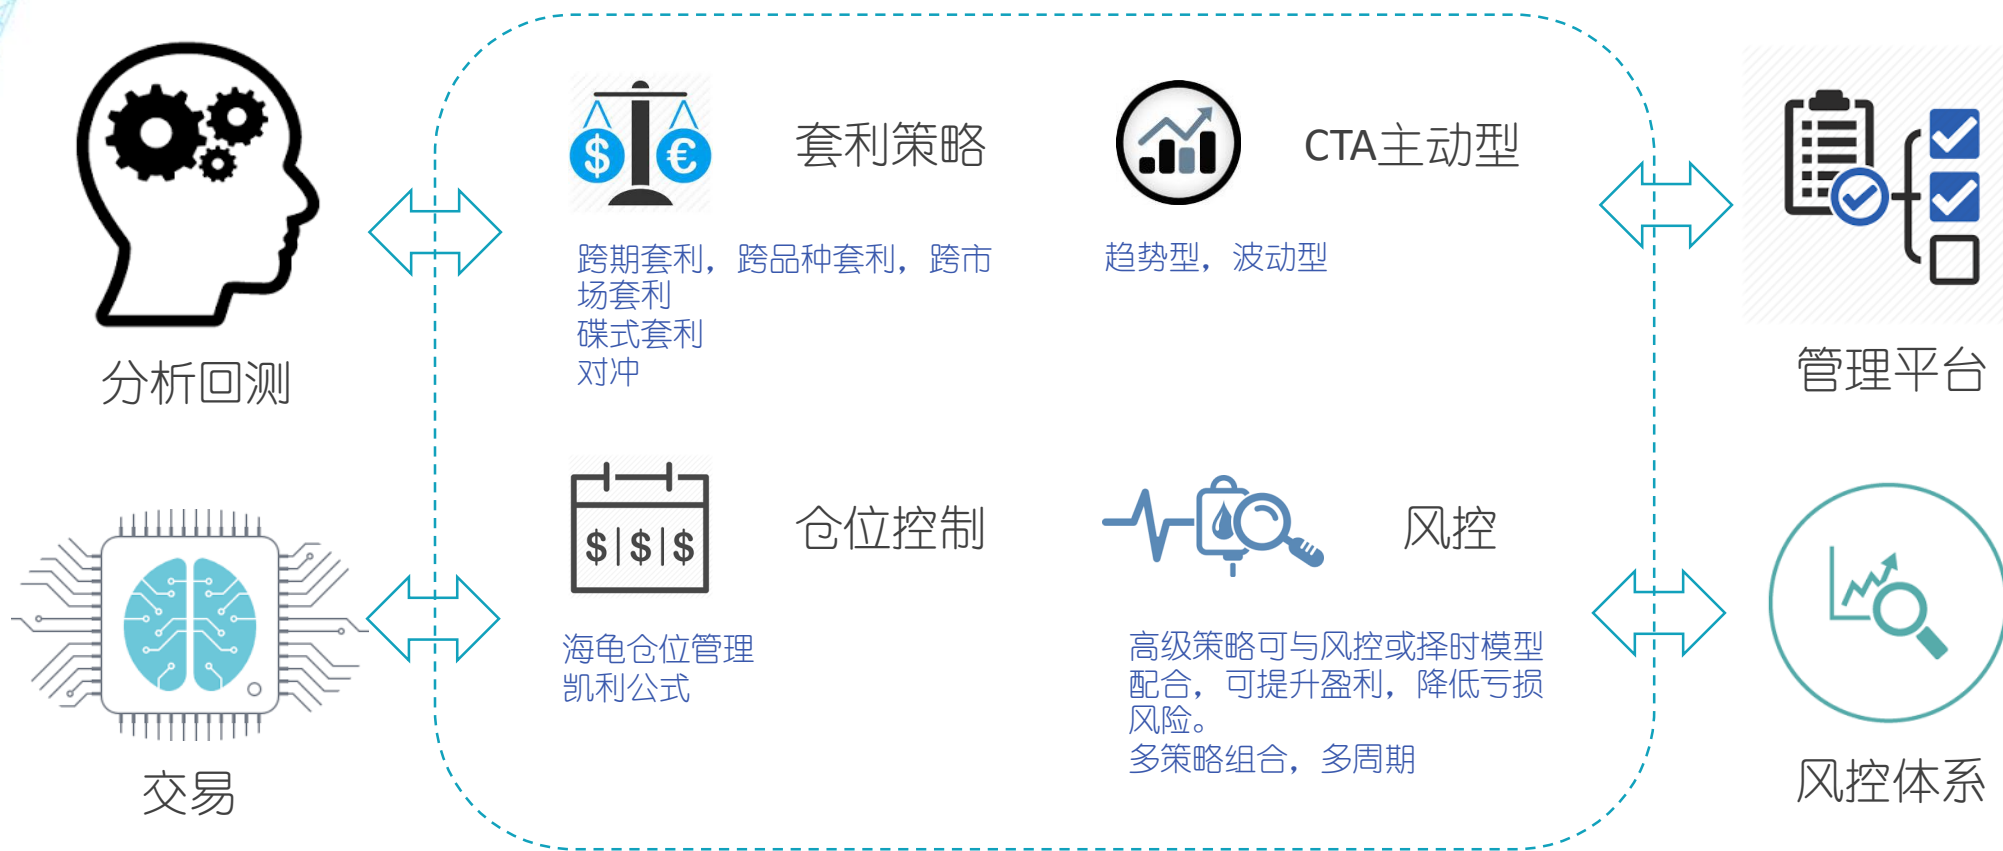 套利策略
CTA主动型
跨期套利，跨品种套利，跨市
场套利
碟式套利
对冲
趋势型，波动型
分析回测
管理平台
$|$|$
仓位控制
风控
海龟仓位管理
凯利公式
高级策略可与风控或择时模型
配合，可提升盈利，降低亏损
风险。
多策略组合，多周期
交易
风控体系